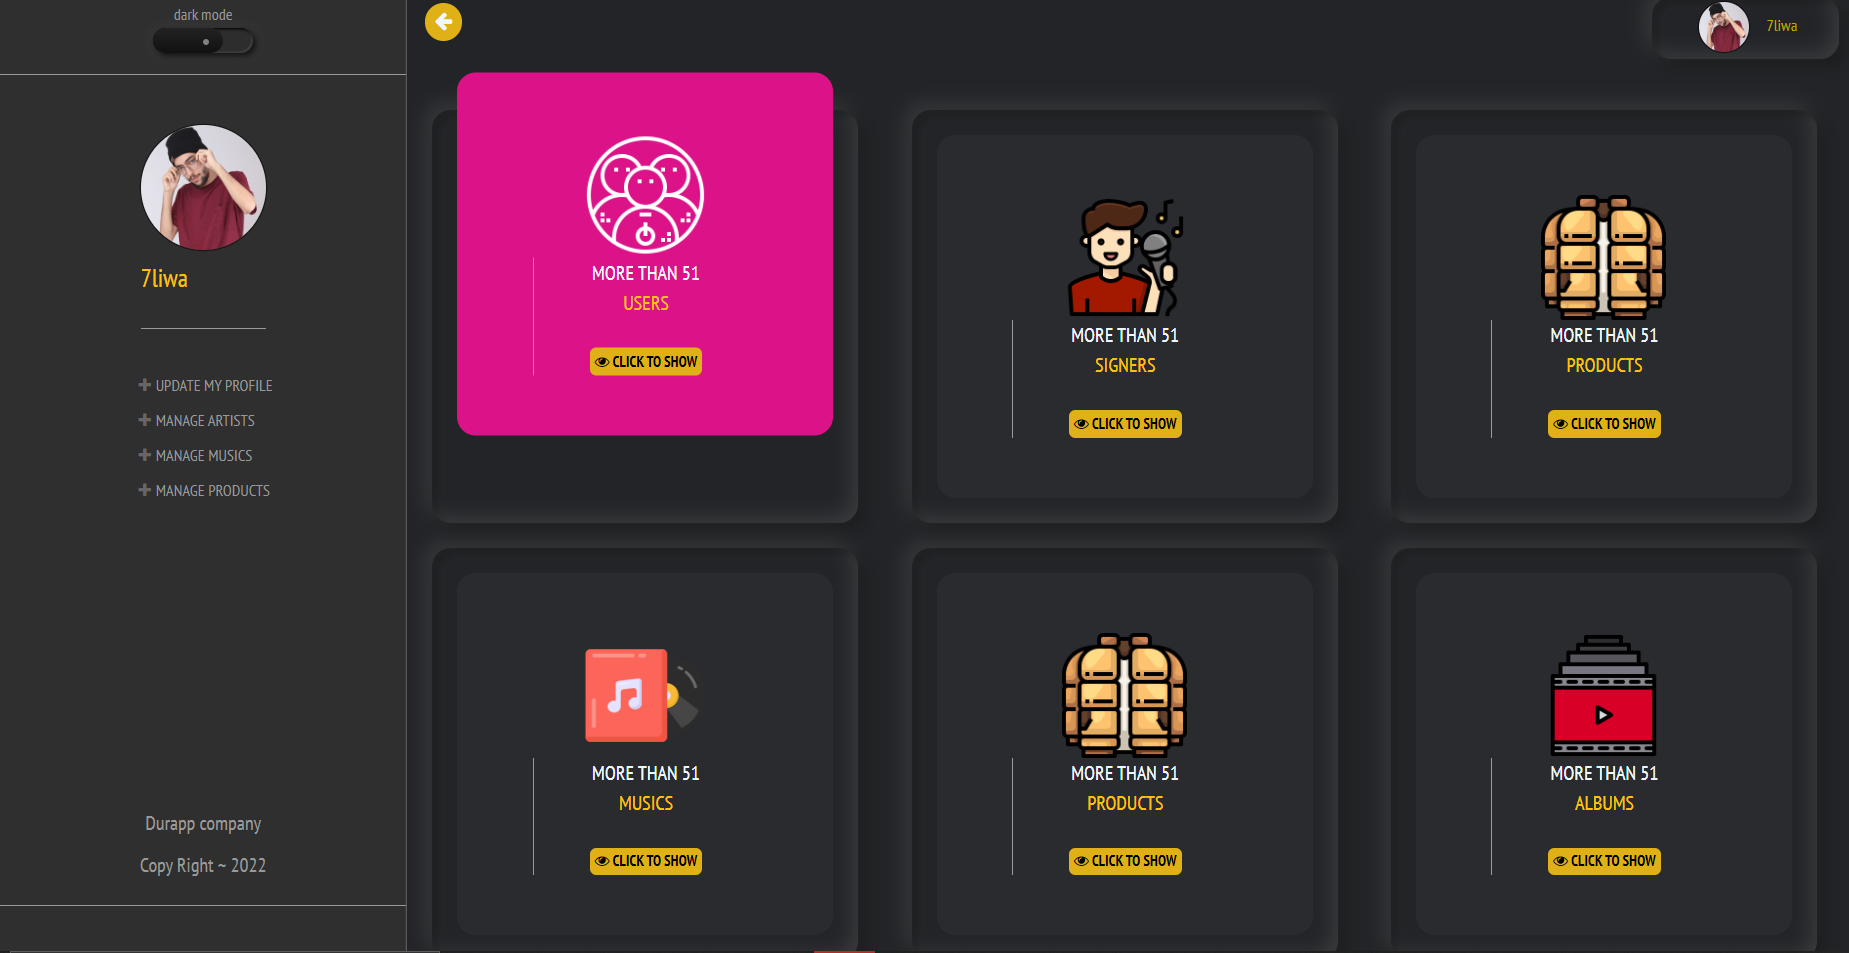 dark mode
7liwa
UPDATE MY PROFILE
MANAGE ARTISTS
MANAGE MUSICS
MANAGE PRODUCTS
Durapp company
Copy Right ~ 2022
7liwa
MORE THAN 51
USERS
CLICK TO SHOW
MORE THAN 51
SIGNERS
CLICK TO SHOW
MORE THAN 51
PRODUCTS
CLICK TO SHOW
MORE THAN 51
MUSICS
CLICK TO SHOW
MORE THAN 51
PRODUCTS
CLICK TO SHOW
MORE THAN 51
ALBUMS
CLICK TO SHOW